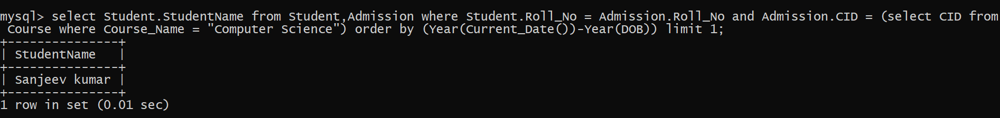 mysql> select Student.StudentName from Student,Admission where Student.Roll_No = Admission.Roll_No and Admission.CID = (select CID from
 Course where Course_Name = "Computer Science") order by (Year(Current_Date())-Year(DOB)) limit 1;
+---------------+
| StudentName   |
+---------------+
| Sanjeev kumar |
+---------------+
1 row in set (0.01 sec)